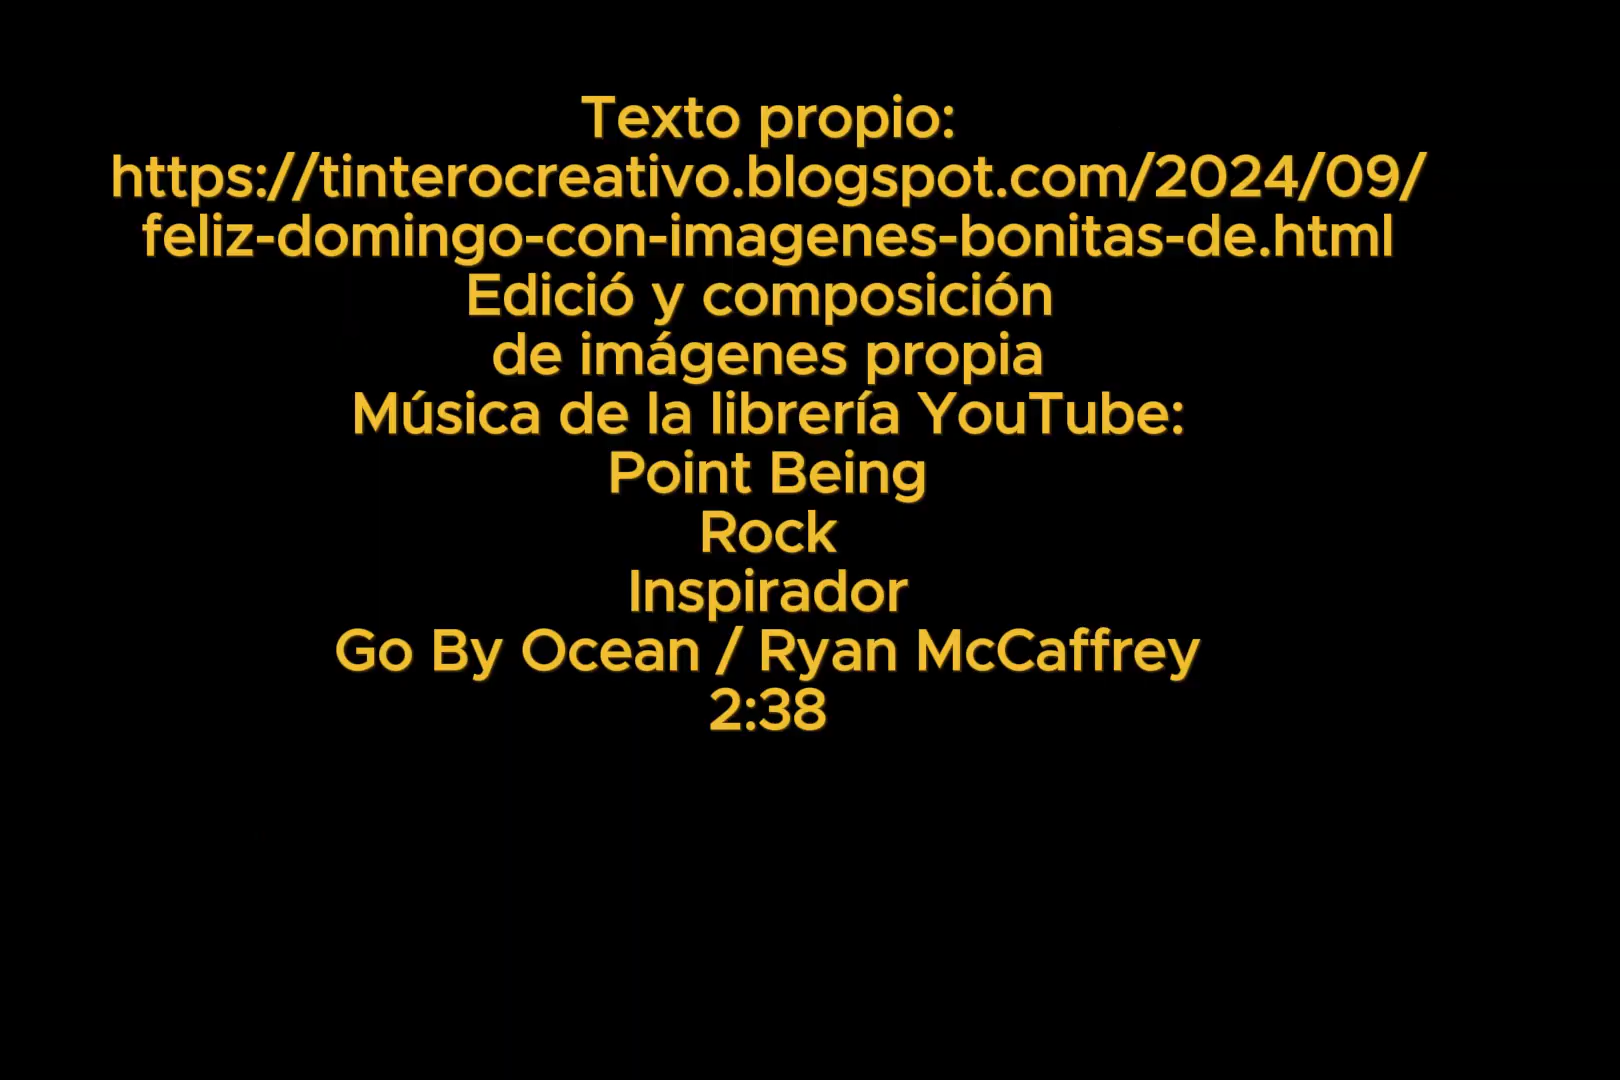 Texto propio:
https://tinterocreativo.blogspot.com/2024/09/
feliz-domingo-con-imagenes-bonitas-de.html
Edició y composición
de imágenes propia
Música de la librería YouTube:
Point Being
Rock
Inspirador
Go By Ocean / Ryan McCaffrey
2:38